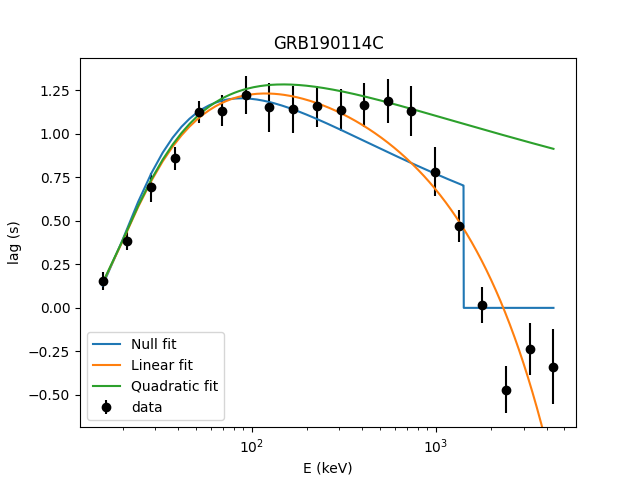 GRB190114C
lag (s)
1.25
1.00
0.75
0.50
0.25
0.00
−0.25
−0.50
Null fit
Linear fit
Quadratic fit
data
10²
10³
E (keV)